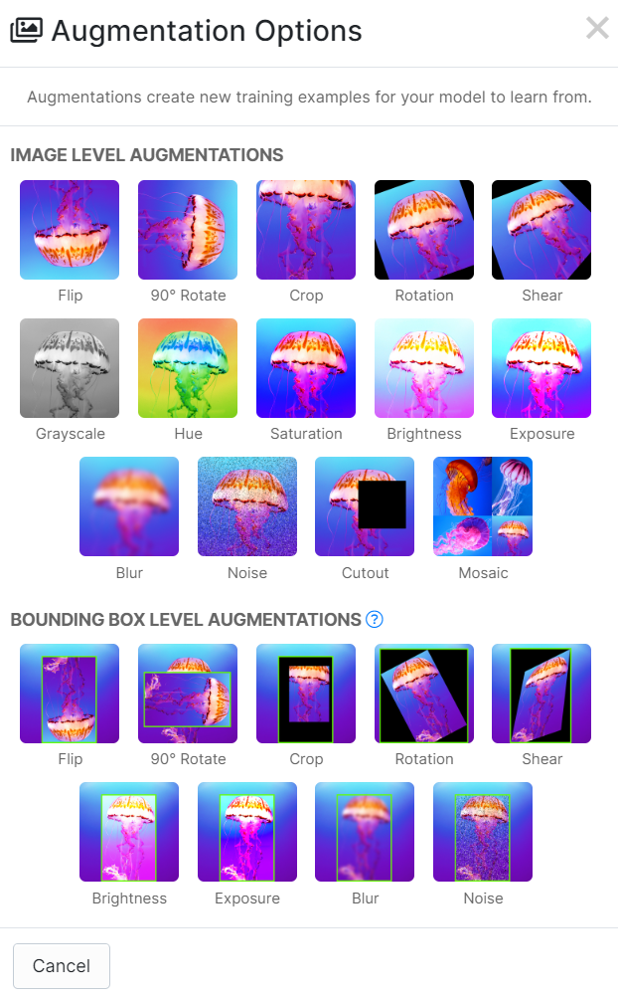 Augmentation Options
Augmentations create new training examples for your model to learn from.
IMAGE LEVEL AUGMENTATIONS
Flip
90° Rotate
Crop
Rotation
Shear
Grayscale
Hue
Saturation
Brightness
Exposure
Blur
Noise
Cutout
Mosaic
BOUNDING BOX LEVEL AUGMENTATIONS ?
Flip
90° Rotate
Crop
Rotation
Shear
Brightness
Exposure
Blur
Noise
Cancel